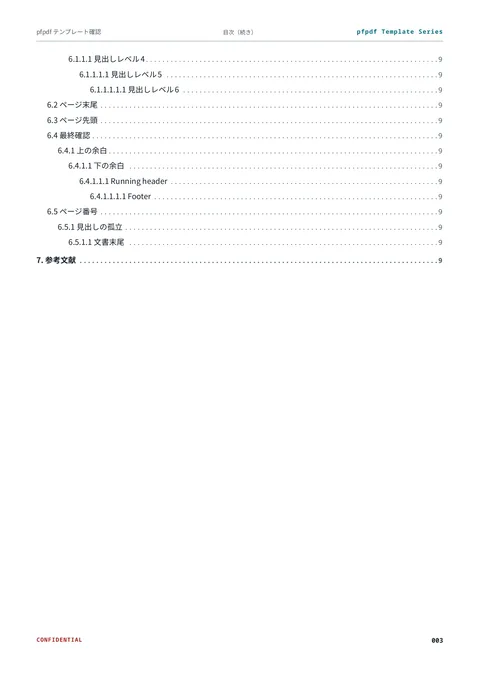 pfpdf テンプレート確認 目次（続き） pfpdf Template Series
6.1.1.1 見出しレベル4 9
6.1.1.1.1 見出しレベル5 9
6.1.1.1.1.1 見出しレベル6 9
6.2 ページ末尾 9
6.3 ページ先頭 9
6.4 最終確認 9
6.4.1 上の余白 9
6.4.1.1 下の余白 9
6.4.1.1.1 Running header 9
6.4.1.1.1.1 Footer 9
6.5 ページ番号 9
6.5.1 見出しの孤立 9
6.5.1.1 文書末尾 9
7. 参考文献 9
CONFIDENTIAL 003